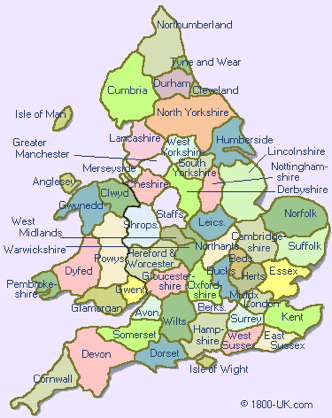 Northumberland
Tyne and Wear
Durham
Cleveland
Cumbria
North Yorkshire
Isle of Man
Lancashire
West
Yorkshire
Humberside
Greater
Manchester
South
Yorkshire
Lincolnshire
Nottingham-
shire
Merseyside
Derbyshire
Anglesey
Cheshire
Clwyd
Gwynedd
Norfolk
Staffs
West
Midlands
Shrops
Leics.
Cambridge-
shire
Suffolk
Warwickshire
Northants
Powys
Hereford &
Worcester
Beds
Dyfed
Gloucester-
shire
Bucks
Herts
Essex
Pembroke-
shire
Gwent
Oxford-
shire
Middx
London
Glamorgan
Avon
Berks.
Surrey
Kent
Wilts
Somerset
Hamp-
shire
West
Sussex
East
Sussex
Devon
Dorset
Isle of Wight
Cornwall
© 1800-UK.com